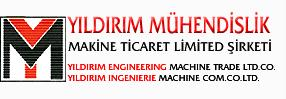 YILDIRIM MÜHENDİSLİK
MAKİNE TİCARET LİMİTED ŞİRKETİ
YILDIRIM ENGINEERING MACHINE TRADE LTD.CO.
YILDIRIM INGENIERIE MACHINE COM.CO.LTD.